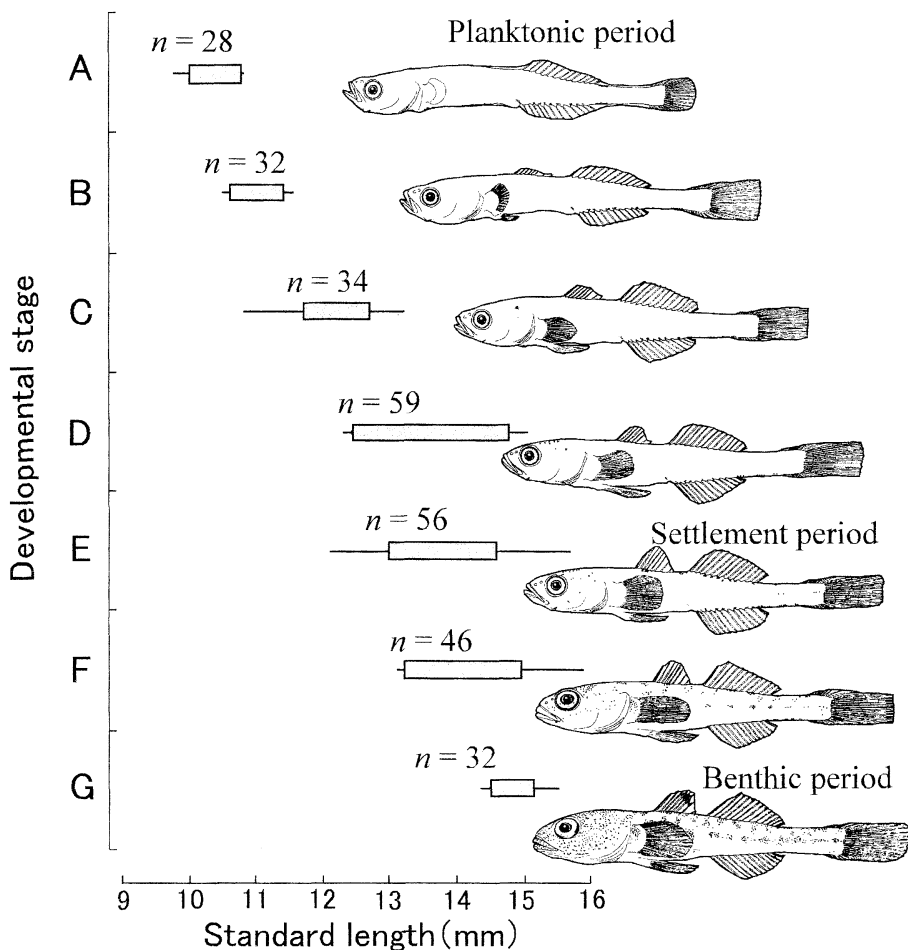 n = 28
Planktonic period
A
n = 32
B
n = 34
C
n = 59
D
n = 56
Settlement period
E
n = 46
F
n = 32
Benthic period
G
Developmental stage
9 10 11 12 13 14 15 16
Standard length (mm)